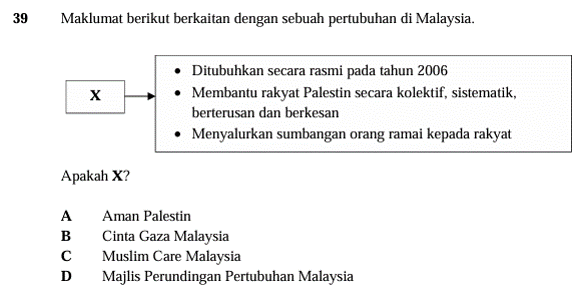 39 Maklumat berikut berkaitan dengan sebuah pertubuhan di Malaysia.
X
• Ditubuhkan secara rasmi pada tahun 2006
• Membantu rakyat Palestin secara kolektif, sistematik,
berterusan dan berkesan
• Menyalurkan sumbangan orang ramai kepada rakyat
Apakah X?
A Aman Palestin
B Cinta Gaza Malaysia
C Muslim Care Malaysia
D Majlis Perundingan Pertubuhan Malaysia